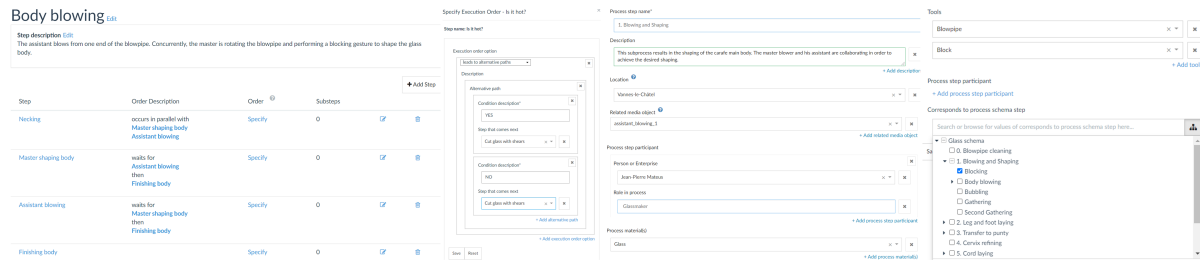 Body blowing Edit
Step description Edit
The assistant blows from one end of the blowpipe. Concurrently, the master is rotating the blowpipe and performing a blocking gesture to shape the glass
body.
+ Add Step
Step Order Description Order Substeps
Necking occurs in parallel with Specify 0
Master shaping body
Assistant blowing
Master shaping body waits for Specify 0
Assistant blowing
then
Finishing body
Assistant blowing waits for Specify 0
Master shaping body
then
Finishing body
Finishing body Specify 0
Specify Execution Order - Is it hot?
Step name: Is it hot?
Execution order option
leads to alternative paths
Description
Alternative path
Condition description*
YES
Step that comes next
Cut glass with shears
Condition description*
NO
Step that comes next
Cut glass with shears
+ Add alternative path
+ Add execution order option
Save Reset
Process step name*
1. Blowing and Shaping
Description
This subprocess results in the shaping of the carafe main body. The master blower and his assistant are collaborating in order to
achieve the desired shaping.
+ Add description
Location
Vannes-le-Châtel
Related media object
assistant_blowing_1
+ Add related media object
Process step participant
Person or Enterprise
Jean-Pierre Mateus
Role in process
Glassmaker
+ Add process step participant
Process material(s)
Glass
+ Add process material(s)
Tools
Blowpipe
Block
+ Add tool
Process step participant
+ Add process step participant
Corresponds to process schema step
Search or browse for values of corresponds to process schema step here...
Glass schema
0. Blowpipe cleaning
1. Blowing and Shaping
Blocking
Body blowing
Bubbling
Gathering
Second Gathering
2. Leg and foot laying
3. Transfer to punty
4. Cervix refining
5. Cord laying